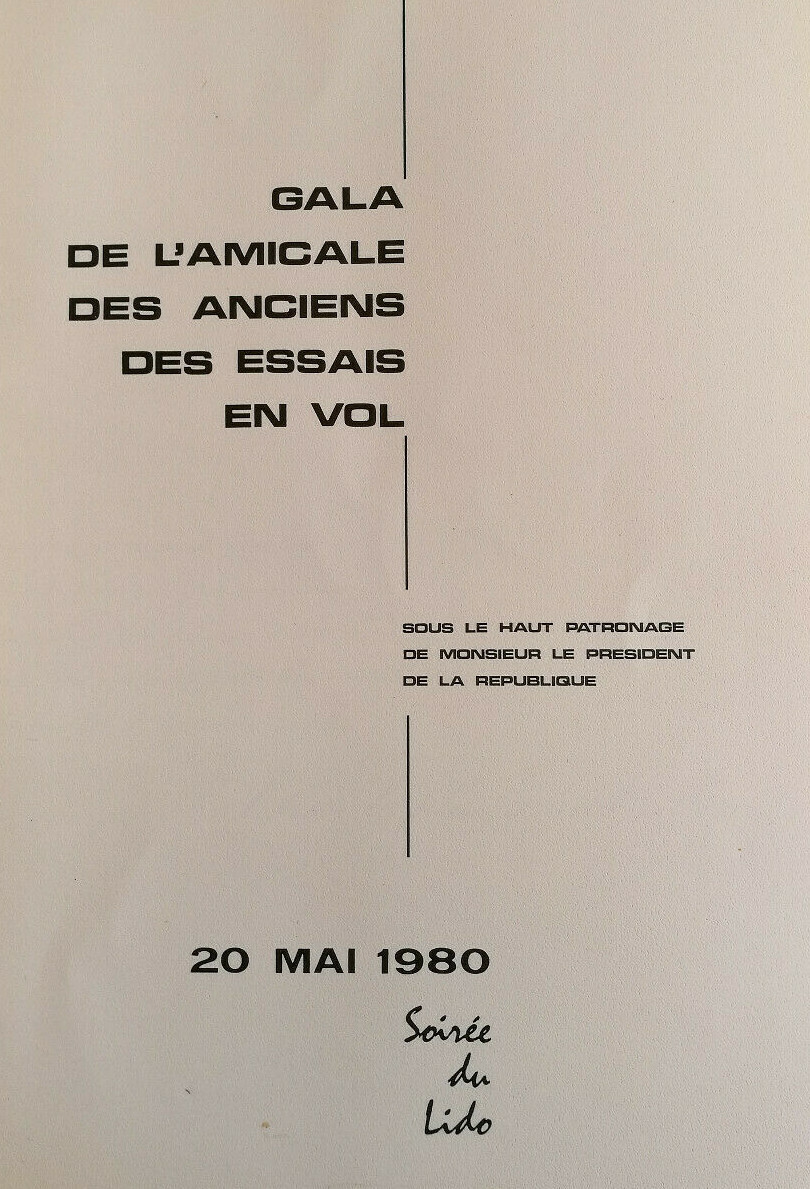 GALA
DE L'AMICALE
DES ANCIENS
DES ESSAIS
EN VOL
SOUS LE HAUT PATRONAGE
DE MONSIEUR LE PRESIDENT
DE LA REPUBLIQUE
20 MAI 1980
Soirée
du
Lido